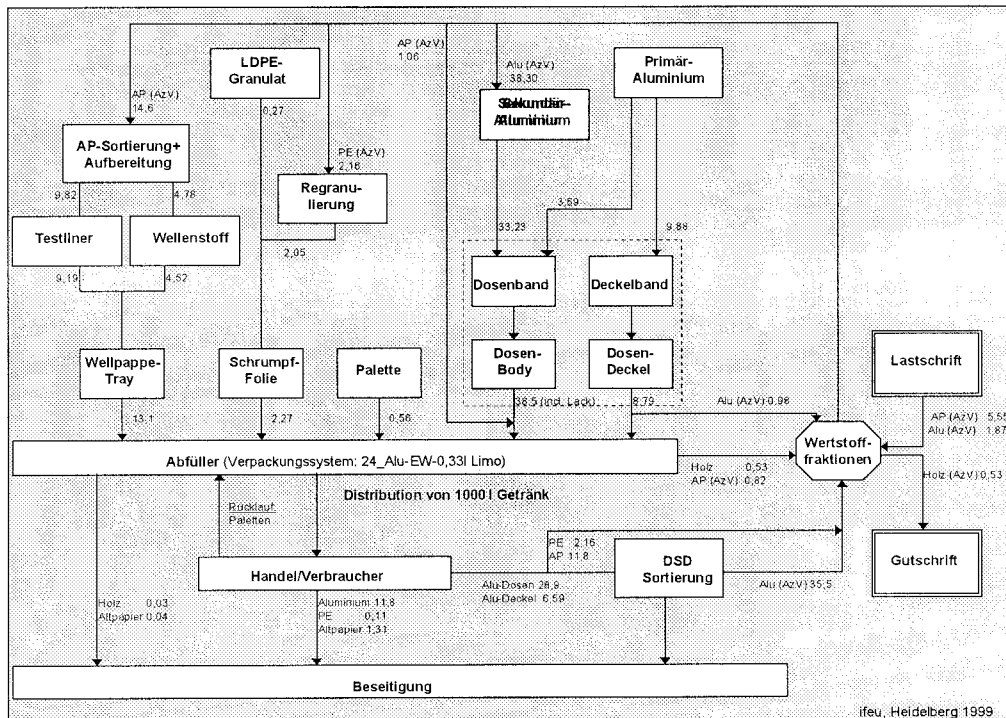 AP (AzV)
1,06
LDPE-
Granulat
Alu (AzV)
38,30
Primär-
Aluminium
AP (AzV)
14,6
0,27
Sekundär-
Aluminium
AP-Sortierung+
Aufbereitung
PE (AzV)
2,16
9,82
4,78
Regranu-
lierung
3,59
Testliner
Wellenstoff
33,23
9,86
2,05
9,19
4,52
Dosenband
Deckelband
Wellpappe-
Tray
Schrumpf-
Folie
Palette
Dosen-
Body
Dosen-
Deckel
Lastschrift
13,1
2,27
0,56
38,5 (incl. Lack)
8,79
Alu (AzV) 0,98
AP (AzV) 5,55
Alu (AzV) 1,87
Wertstoff-
fraktionen
Abfüller (Verpackungssystem: 24_Alu-EW-0,33l Limo)
Holz 0,53
AP (AzV) 0,82
Holz (AzV) 0,53
Distribution von 1000 l Getränk
Rücklauf
Paletten
PE 2,16
AP 11,8
DSD
Sortierung
Gutschrift
Handel/Verbraucher
Alu-Dosen 28,9
Alu-Deckel 6,59
Alu (AzV) 35,5
Holz 0,03
Altpapier 0,04
Aluminium 11,8
PE 0,11
Altpapier 1,31
Beseitigung
ifeu, Heidelberg 1999